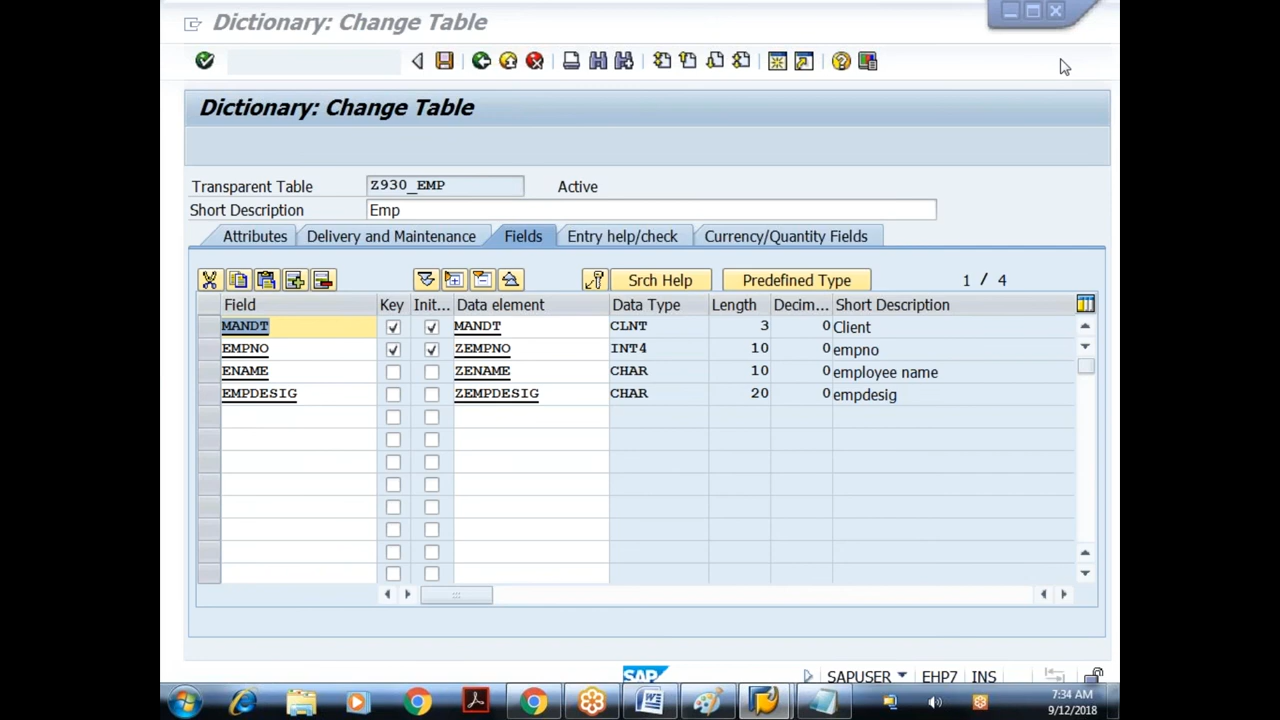 Dictionary: Change Table
Dictionary: Change Table
Transparent Table Z930_EMP Active
Short Description Emp
Attributes Delivery and Maintenance Fields Entry help/check Currency/Quantity Fields
Srch Help Predefined Type 1 / 4
Field Key Init... Data element Data Type Length Decim... Short Description
MANDT MANDT CLNT 3 0 Client
EMPNO ZEMPNO INT4 10 0 empno
ENAME ZENAME CHAR 10 0 employee name
EMPDESIG ZEMPDESIG CHAR 20 0 empdesig
SAP SAPUSER EHP7 INS
7:34 AM
9/12/2018